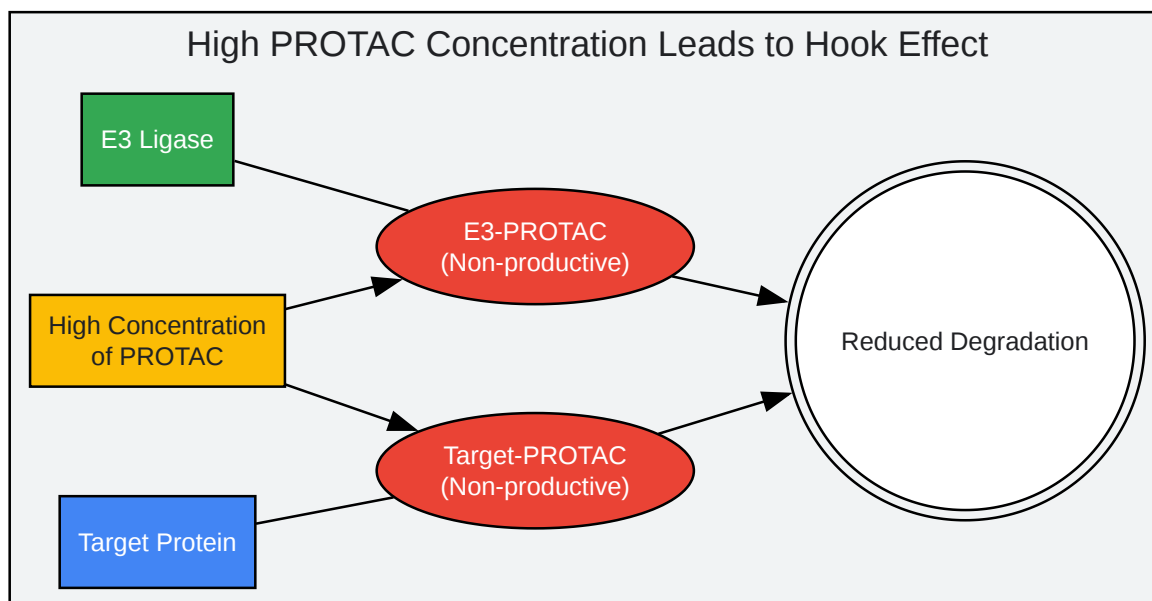 High PROTAC Concentration Leads to Hook Effect
E3 Ligase
E3-PROTAC
(Non-productive)
High Concentration
of PROTAC
Reduced Degradation
Target-PROTAC
(Non-productive)
Target Protein